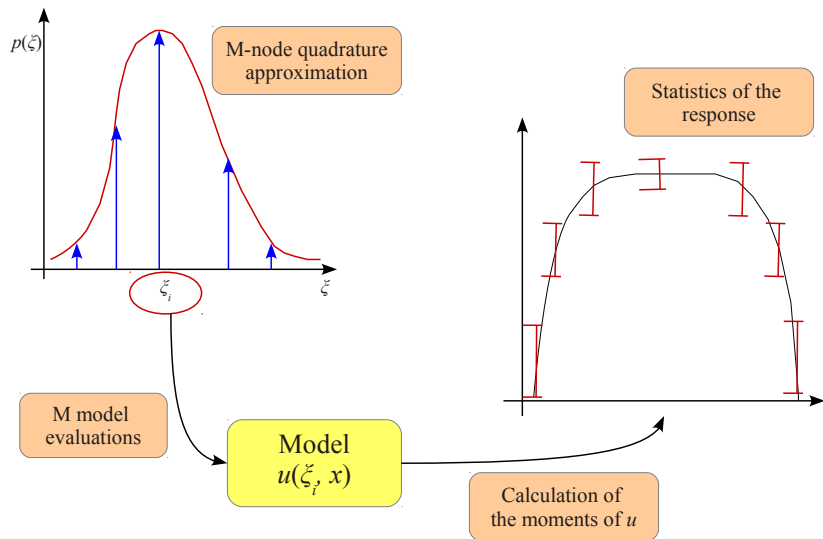 p(ξ)
M-node quadrature
approximation
ξi
ξ
Statistics of the
response
M model
evaluations
Model
u(ξi, x)
Calculation of
the moments of u